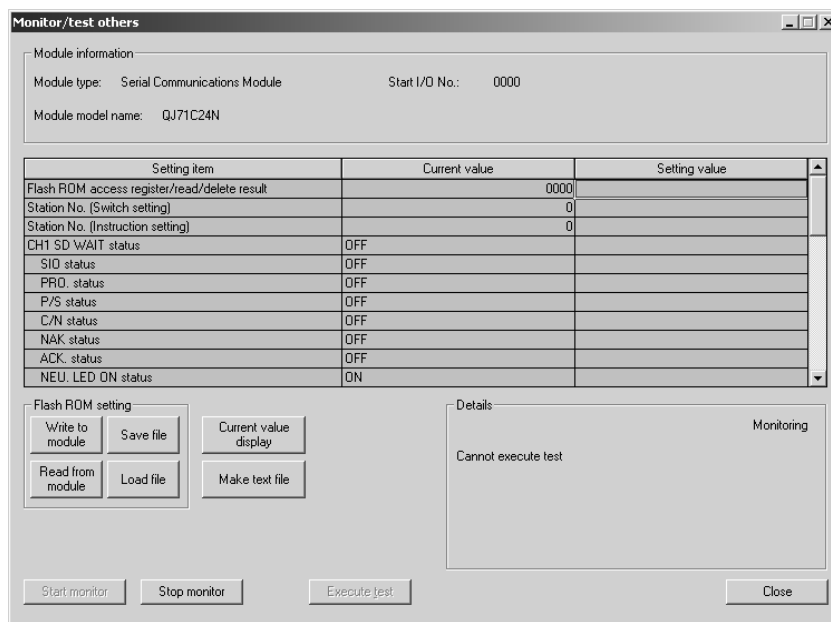 Monitor/test others
Module information
Module type: Serial Communications Module Start I/O No.: 0000
Module model name: QJ71C24N
Setting item Current value Setting value
Flash ROM access register/read/delete result 0000
Station No. (Switch setting) 0
Station No. (Instruction setting) 0
CH1 SD WAIT status OFF
SIO status OFF
PRO. status OFF
P/S status OFF
C/N status OFF
NAK status OFF
ACK. status OFF
NEU. LED ON status ON
Flash ROM setting
Write to
module
Save file
Read from
module
Load file
Current value
display
Make text file
Details
Monitoring
Cannot execute test
Start monitor Stop monitor Execute test Close